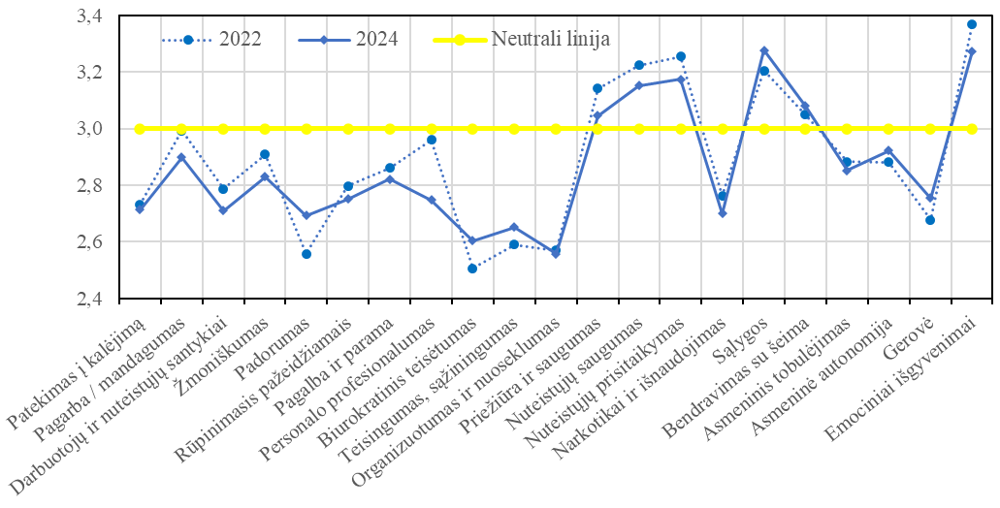 3,4
2022
2024
Neutrali linija
3,2
3,0
2,8
2,6
2,4
Patekimas į kalėjimą
Pagarba / mandagumas
Darbuotojų ir nuteistųjų santykiai
Žmoniškumas
Padorumas
Rūpinimasis pažeidžiamais
Pagalba ir parama
Personalo profesionalumas
Biurokratinis teisėtumas
Teisingumas, sąžiningumas
Organizuotumas ir nuoseklumas
Priežiūra ir saugumas
Nuteistųjų saugumas
Nuteistųjų prisitaikymas
Narkotikai ir išnaudojimas
Sąlygos
Bendravimas su šeima
Asmeninis tobulėjimas
Asmeninė autonomija
Gerovė
Emociniai išgyvenimai